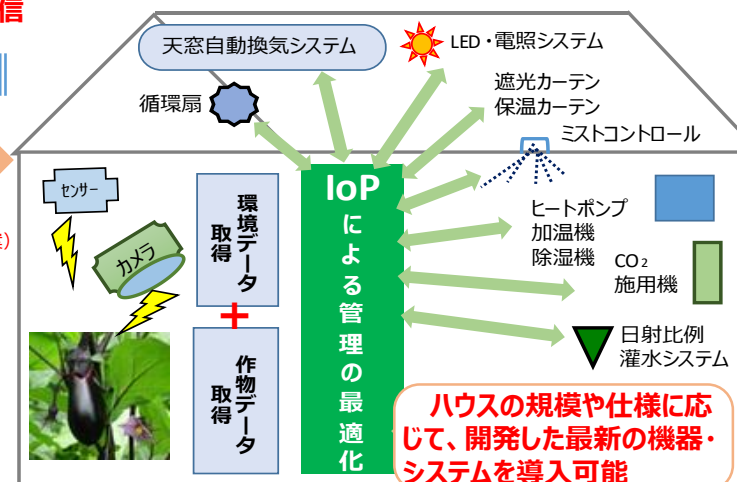 信
天窓自動換気システム
LED・電照システム
循環扇
遮光カーテン
保温カーテン
ミストコントロール
センサー
カメラ
環境データ
取得
+
作物データ
取得
IoP
による管理の最適化
ヒートポンプ
加温機
除湿機
CO₂
施用機
日射比例
灌水システム
ハウスの規模や仕様に応
じて、開発した最新の機器・
システムを導入可能